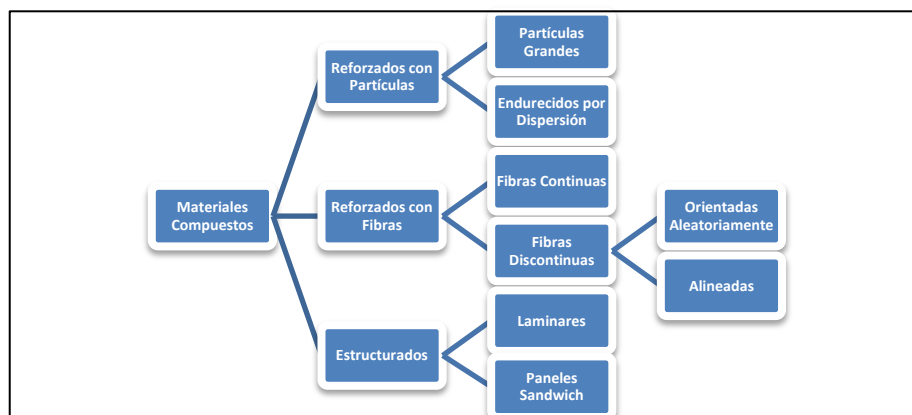 Materiales
Compuestos
Reforzados con
Partículas
Partículas
Grandes
Endurecidos por
Dispersión
Reforzados con
Fibras
Fibras Continuas
Fibras
Discontinuas
Orientadas
Aleatoriamente
Alineadas
Estructurados
Laminares
Paneles
Sandwich